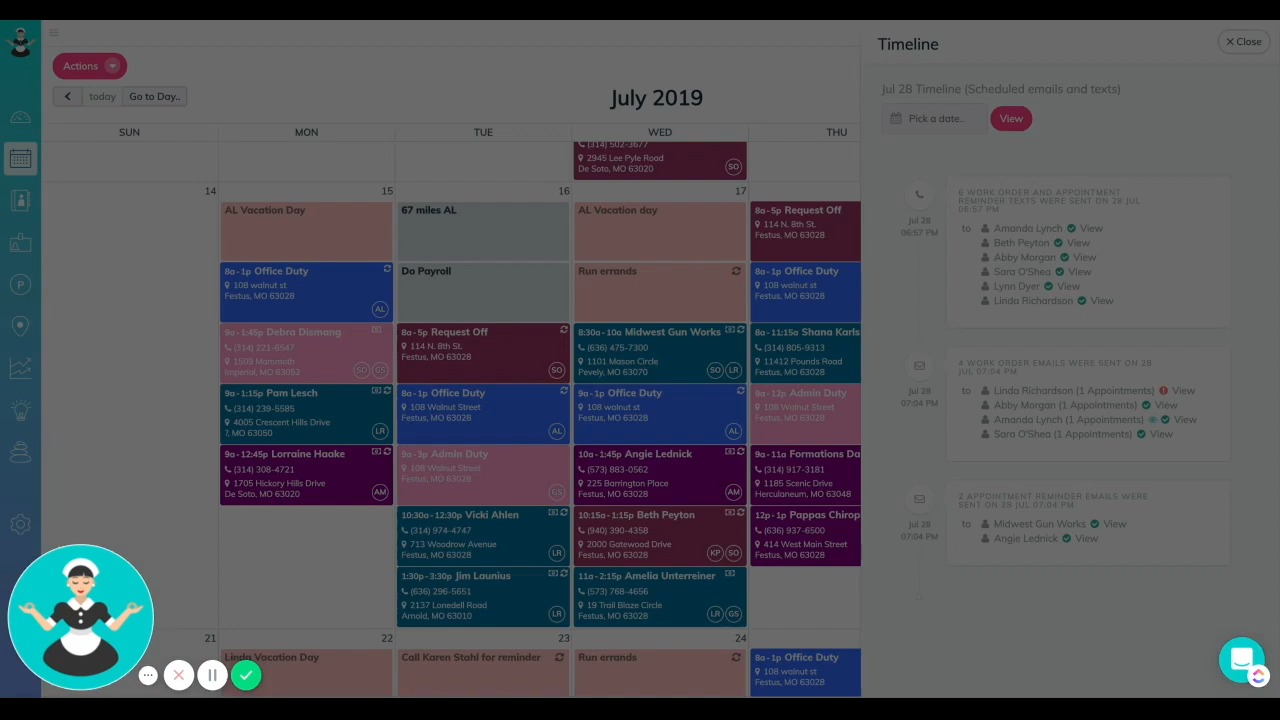 Actions
today
Go to Day..
July 2019
SUN
MON
TUE
WED
THU
(314) 502-3677
2945 Lee Pyle Road
De Soto, MO 63020
SO
14
15
16
17
AL Vacation Day
8a - 1p Office Duty
108 walnut st
Festus, MO 63028
AL
9a - 1:45p Debra Dismang
(314) 221-6547
1509 Mammoth
Imperial, MO 63052
SO GS
9a - 1:15p Pam Lesch
(314) 239-5585
4005 Crescent Hills Drive
?, MO 63050
LR
9a - 12:45p Lorraine Haake
(314) 308-4721
1705 Hickory Hills Drive
De Soto, MO 63020
AM
67 miles AL
Do Payroll
8a - 5p Request Off
114 N. 8th St.
Festus, MO 63028
SO
8a - 1p Office Duty
108 Walnut Street
Festus, MO 63028
AL
9a - 3p Admin Duty
108 Walnut Street
Festus, MO 63028
GS
10:30a - 12:30p Vicki Ahlen
(314) 974-4747
713 Woodrow Avenue
Festus, MO 63028
LR
1:30p - 3:30p Jim Launius
(636) 296-5651
2137 Lonedell Road
Arnold, MO 63010
LR
AL Vacation day
Run errands
8:30a - 10a Midwest Gun Works
(636) 475-7300
1101 Mason Circle
Pevely, MO 63070
SO LR
9a - 1p Office Duty
108 walnut st
Festus, MO 63028
AL
10a - 1:45p Angie Lednick
(573) 883-0562
225 Barrington Place
Festus, MO 63028
AM
10:15a - 1:15p Beth Peyton
(940) 390-4358
2000 Gatewood Drive
Festus, MO 63028
KP SO
11a - 2:15p Amelia Unterreiner
(573) 768-4656
19 Trail Blaze Circle
Festus, MO 63028
LR GS
8a - 5p Request Off
114 N. 8th St.
Festus, MO 63028
8a - 1p Office Duty
108 walnut st
Festus, MO 63028
8a - 11:15a Shana Karls
(314) 805-9313
11412 Pounds Road
Festus, MO 63028
9a - 12p Admin Duty
108 Walnut Street
Festus, MO 63028
9a - 11a Formations Da
(314) 917-3181
1185 Scenic Drive
Herculaneum, MO 63048
12p - 1p Pappas Chirop
(636) 937-6500
414 West Main Street
Festus, MO 63028
21
22
23
24
Linda Vacation Day
Call Karen Stahl for reminder
Run errands
8a - 1p Office Duty
108 walnut st
Festus, MO 63028
Timeline
Close
Jul 28 Timeline (Scheduled emails and texts)
Pick a date..
View
Jul 28
06:57 PM
6 WORK ORDER AND APPOINTMENT
REMINDER TEXTS WERE SENT ON 28 JUL
06:57 PM
to Amanda Lynch View
Beth Peyton View
Abby Morgan View
Sara O'Shea View
Lynn Dyer View
Linda Richardson View
Jul 28
07:04 PM
4 WORK ORDER EMAILS WERE SENT ON 28
JUL 07:04 PM
to Linda Richardson (1 Appointments) View
Abby Morgan (1 Appointments) View
Amanda Lynch (1 Appointments) View
Sara O'Shea (1 Appointments) View
Jul 28
07:04 PM
2 APPOINTMENT REMINDER EMAILS WERE
SENT ON 28 JUL 07:04 PM
to Midwest Gun Works View
Angie Lednick View